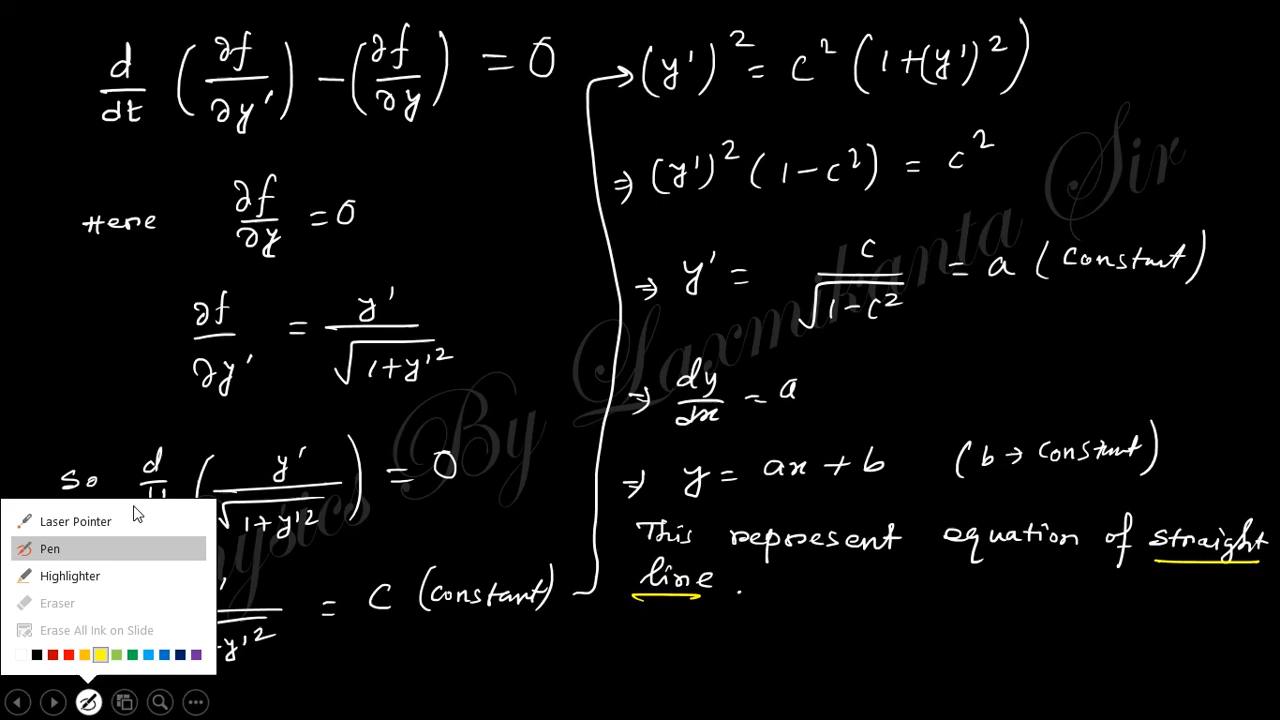 d/dt (∂f/∂y') - (∂f/∂y) = 0
Here ∂f/∂y = 0
∂f/∂y' = y'/√(1+y'²)
So d/ (y'/√(1+y'²)) = 0
= C (constant)
-y'²
(y')² = c² (1+(y')²)
⇒ (y')² (1-c²) = c²
⇒ y' = c/√(1-c²) = a (constant)
⇒ dy/dx = a
⇒ y = ax + b (b → constant)
This represent equation of straight
line.
Laser Pointer
Pen
Highlighter
Eraser
Erase All Ink on Slide
Physics By Laxmikanta Sir